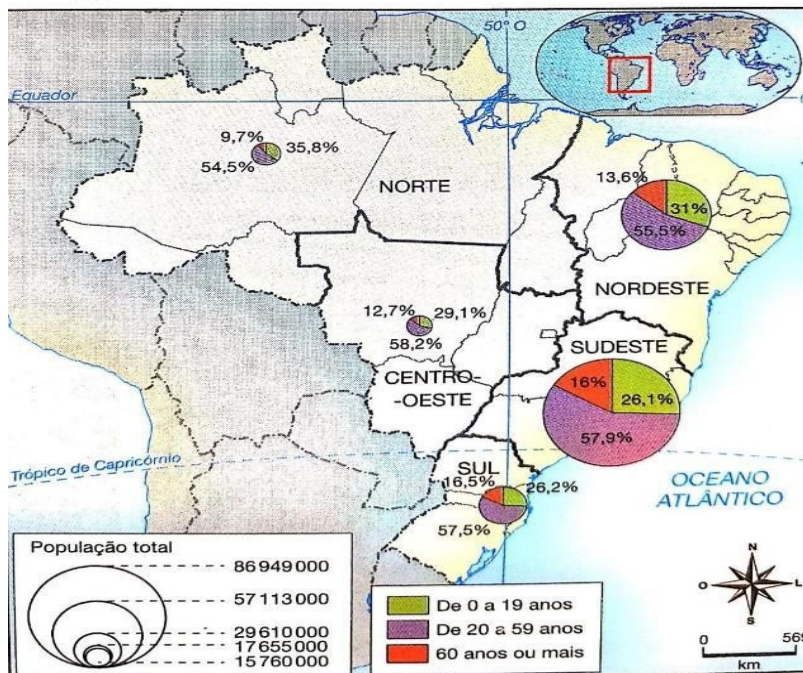 50° O
Equador
9,7%
35,8%
54,5%
NORTE
13,6%
31%
55,5%
NORDESTE
12,7%
29,1%
58,2%
CENTRO-
-OESTE
SUDESTE
16%
26,1%
57,9%
Trópico de Capricórnio
SUL
16,5%
26,2%
57,5%
OCEANO
ATLÂNTICO
População total
86 949 000
57 113 000
29 610 000
17 655 000
15 760 000
De 0 a 19 anos
De 20 a 59 anos
60 anos ou mais
N
O
L
S
0
569
km